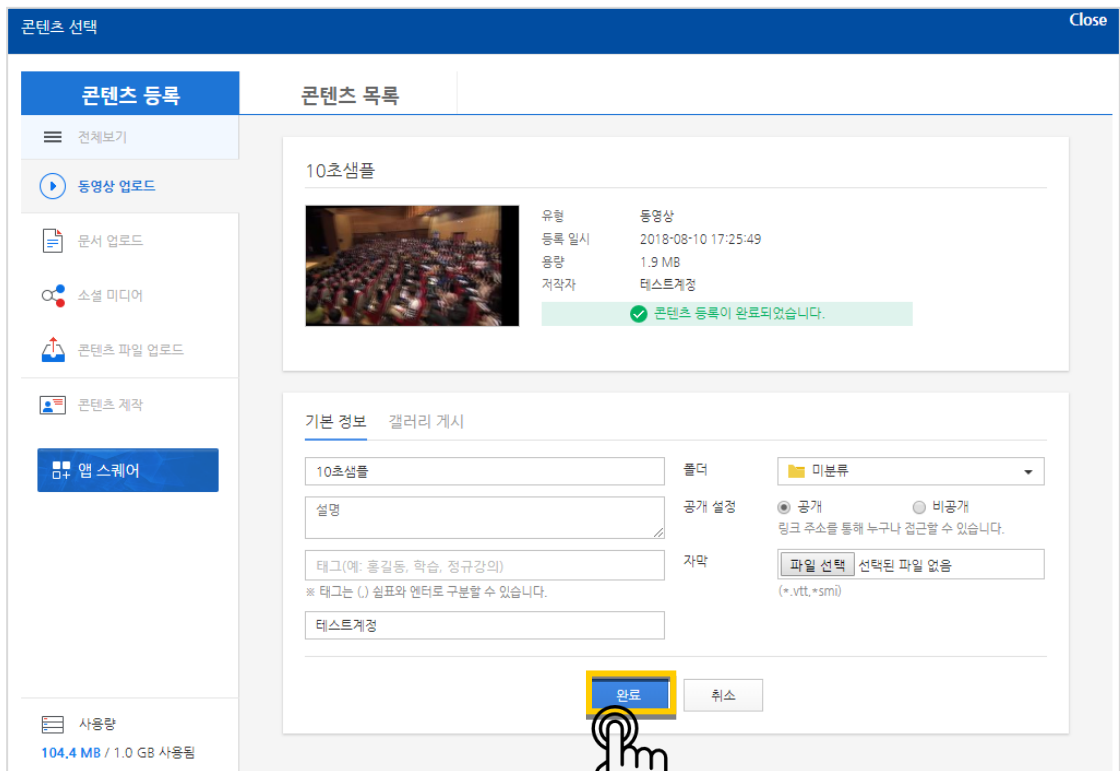 콘텐츠 선택
Close
콘텐츠 등록
콘텐츠 목록
전체보기
동영상 업로드
문서 업로드
소셜 미디어
콘텐츠 파일 업로드
콘텐츠 제작
앱 스퀘어
사용량
104.4 MB / 1.0 GB 사용됨
10초샘플
유형 동영상
등록 일시 2018-08-10 17:25:49
용량 1.9 MB
저작자 테스트계정
콘텐츠 등록이 완료되었습니다.
기본 정보 갤러리 게시
10초샘플
설명
태그(예: 홍길동, 학습, 정규강의)
※ 태그는 (,) 쉼표와 엔터로 구분할 수 있습니다.
테스트계정
폴더 미분류
공개 설정 공개 비공개
링크 주소를 통해 누구나 접근할 수 있습니다.
자막 파일 선택 선택된 파일 없음
(*.vtt,*smi)
완료 취소